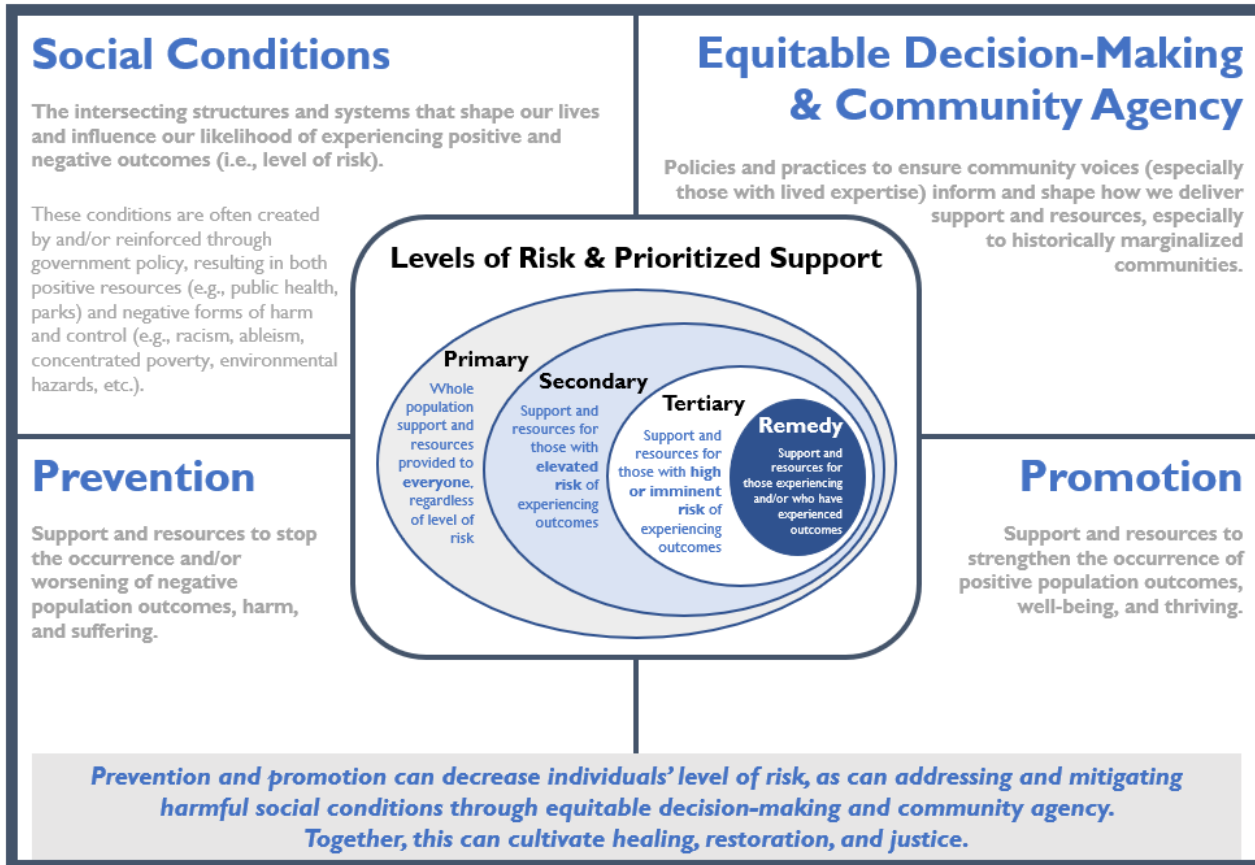 Social Conditions
The intersecting structures and systems that shape our lives
and influence our likelihood of experiencing positive and
negative outcomes (i.e., level of risk).
These conditions are often created
by and/or reinforced through
government policy, resulting in both
positive resources (e.g., public health,
parks) and negative forms of harm
and control (e.g., racism, ableism,
concentrated poverty, environmental
hazards, etc.).
Equitable Decision-Making
& Community Agency
Policies and practices to ensure community voices (especially
those with lived expertise) inform and shape how we deliver
support and resources, especially
to historically marginalized
communities.
Levels of Risk & Prioritized Support
Primary
Whole
population
support and
resources
provided to
everyone,
regardless
of level of
risk
Secondary
Support and
resources for
those with
elevated
risk of
experiencing
outcomes
Tertiary
Support and
resources for
those with high
or imminent
risk of
experiencing
outcomes
Remedy
Support and
resources for
those experiencing
and/or who have
experienced
outcomes
Prevention
Support and resources to stop
the occurrence and/or
worsening of negative
population outcomes, harm,
and suffering.
Promotion
Support and resources to
strengthen the occurrence of
positive population outcomes,
well-being, and thriving.
Prevention and promotion can decrease individuals' level of risk, as can addressing and mitigating
harmful social conditions through equitable decision-making and community agency.
Together, this can cultivate healing, restoration, and justice.